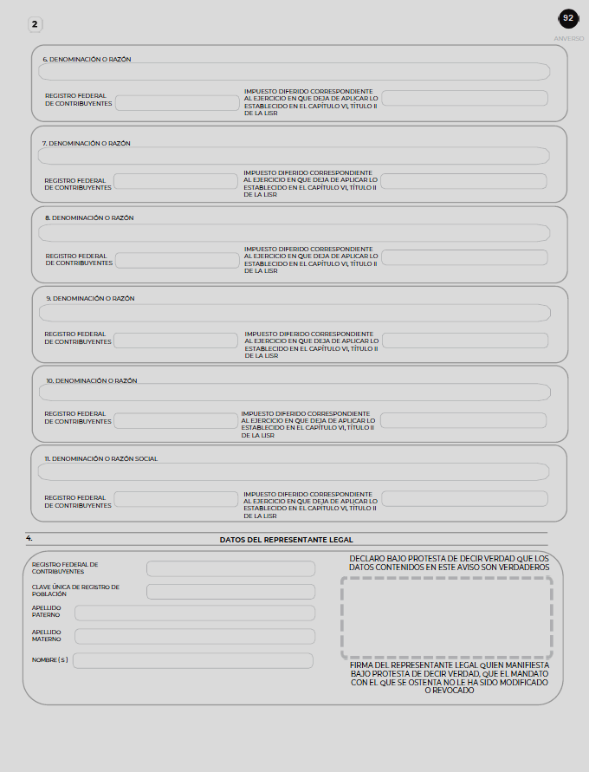 2
92
ANVERSO
6. DENOMINACIÓN O RAZÓN
REGISTRO FEDERAL
DE CONTRIBUYENTES
IMPUESTO DIFERIDO CORRESPONDIENTE
AL EJERCICIO EN QUE DEJA DE APLICAR LO
ESTABLECIDO EN EL CAPÍTULO VI, TÍTULO II
DE LA LISR
7. DENOMINACIÓN O RAZÓN
REGISTRO FEDERAL
DE CONTRIBUYENTES
IMPUESTO DIFERIDO CORRESPONDIENTE
AL EJERCICIO EN QUE DEJA DE APLICAR LO
ESTABLECIDO EN EL CAPÍTULO VI, TÍTULO II
DE LA LISR
8. DENOMINACIÓN O RAZÓN
REGISTRO FEDERAL
DE CONTRIBUYENTES
IMPUESTO DIFERIDO CORRESPONDIENTE
AL EJERCICIO EN QUE DEJA DE APLICAR LO
ESTABLECIDO EN EL CAPÍTULO VI, TÍTULO II
DE LA LISR
9. DENOMINACIÓN O RAZÓN
REGISTRO FEDERAL
DE CONTRIBUYENTES
IMPUESTO DIFERIDO CORRESPONDIENTE
AL EJERCICIO EN QUE DEJA DE APLICAR LO
ESTABLECIDO EN EL CAPÍTULO VI, TÍTULO II
DE LA LISR
10. DENOMINACIÓN O RAZÓN
REGISTRO FEDERAL
DE CONTRIBUYENTES
IMPUESTO DIFERIDO CORRESPONDIENTE
AL EJERCICIO EN QUE DEJA DE APLICAR LO
ESTABLECIDO EN EL CAPÍTULO VI, TÍTULO II
DE LA LISR
11. DENOMINACIÓN O RAZÓN SOCIAL
REGISTRO FEDERAL
DE CONTRIBUYENTES
IMPUESTO DIFERIDO CORRESPONDIENTE
AL EJERCICIO EN QUE DEJA DE APLICAR LO
ESTABLECIDO EN EL CAPÍTULO VI, TÍTULO II
DE LA LISR
4. DATOS DEL REPRESENTANTE LEGAL
REGISTRO FEDERAL DE
CONTRIBUYENTES
CLAVE ÚNICA DE REGISTRO DE
POBLACIÓN
APELLIDO
PATERNO
APELLIDO
MATERNO
NOMBRE ( S )
DECLARO BAJO PROTESTA DE DECIR VERDAD QUE LOS
DATOS CONTENIDOS EN ESTE AVISO SON VERDADEROS
FIRMA DEL REPRESENTANTE LEGAL QUIEN MANIFIESTA
BAJO PROTESTA DE DECIR VERDAD, QUE EL MANDATO
CON EL QUE SE OSTENTA NO LE HA SIDO MODIFICADO
O REVOCADO